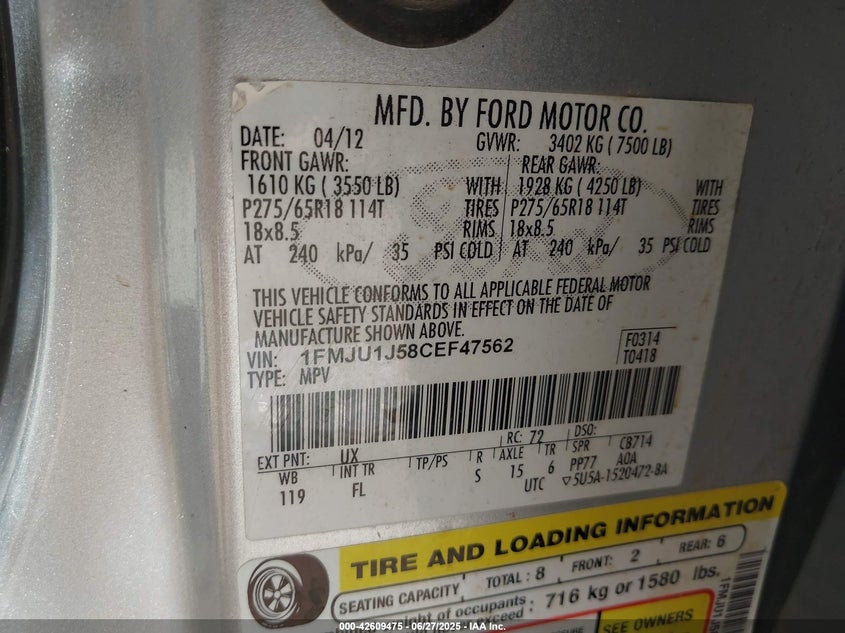 MFD. BY FORD MOTOR CO.
DATE: 04/12 GVWR: 3402 KG ( 7500 LB)
FRONT GAWR: REAR GAWR:
1610 KG ( 3550 LB) WITH 1928 KG ( 4250 LB) WITH
P275/65R18 114T TIRES P275/65R18 114T TIRES
18x8.5 RIMS 18x8.5 RIMS
AT 240 kPa/ 35 PSI COLD AT 240 kPa/ 35 PSI COLD
THIS VEHICLE CONFORMS TO ALL APPLICABLE FEDERAL MOTOR
VEHICLE SAFETY STANDARDS IN EFFECT ON THE DATE OF
MANUFACTURE SHOWN ABOVE.
VIN: 1FMJU1J58CEF47562
TYPE: MPV
F0314
T0418
EXT PNT: UX RC: 72 DSO:
WB INT TR TP/PS R AXLE TR SPR CB714
119 FL S 15 6 PP77 AOA
UTC ▽5U5A-1520472-BA
TIRE AND LOADING INFORMATION
SEATING CAPACITY TOTAL: 8 FRONT: 2 REAR: 6
of occupants
exceed : 716 kg or 1580 lbs.
SEE OWNERS
000-42609475 - 06/27/2025 - IAA Inc.